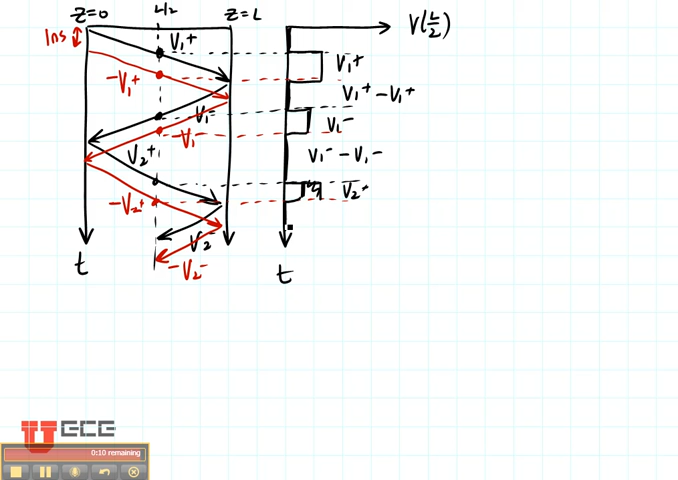 z=0
L/2
z=L
V(L/2)
1ns
V₁⁺
-V₁⁺
V₁⁻
-V₁⁻
V₂⁺
-V₂⁺
V₂⁻
-V₂⁻
t
V₁⁺
V₁⁺ - V₁⁺
V₁⁻
V₁⁻ - V₁⁻
V₂⁺
t
U ECE
0:10 remaining